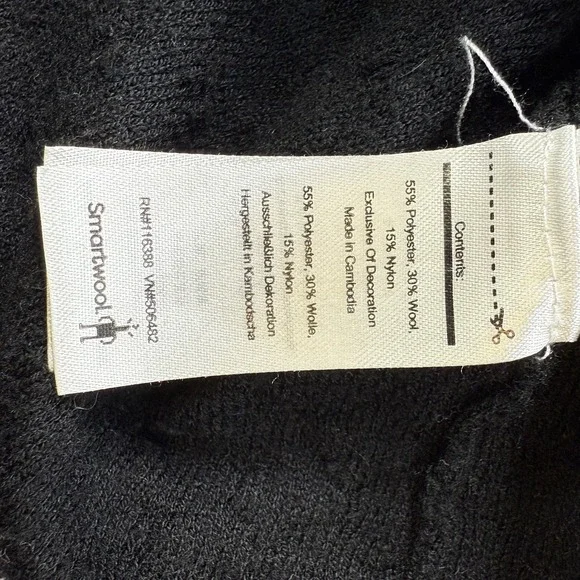 Contents:
55% Polyester, 30% Wool,
15% Nylon
Exclusive Of Decoration
Made in Cambodia
55% Polyester, 30% Wolle,
15% Nylon
Ausschließlich Dekoration
Hergestellt in Kambodscha
RN#116388 VN#506482
Smartwool